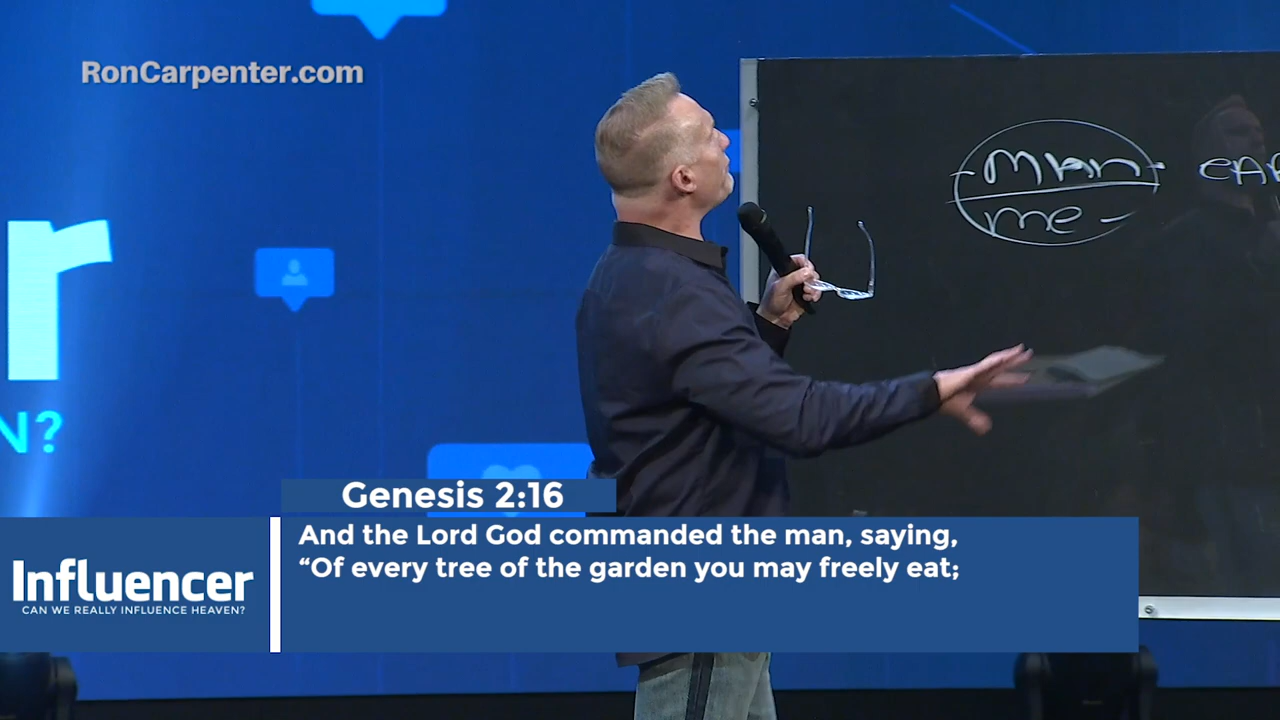 RonCarpenter.com
man
me -
r
N?
Genesis 2:16
And the Lord God commanded the man, saying,
“Of every tree of the garden you may freely eat;
Influencer
CAN WE REALLY INFLUENCE HEAVEN?